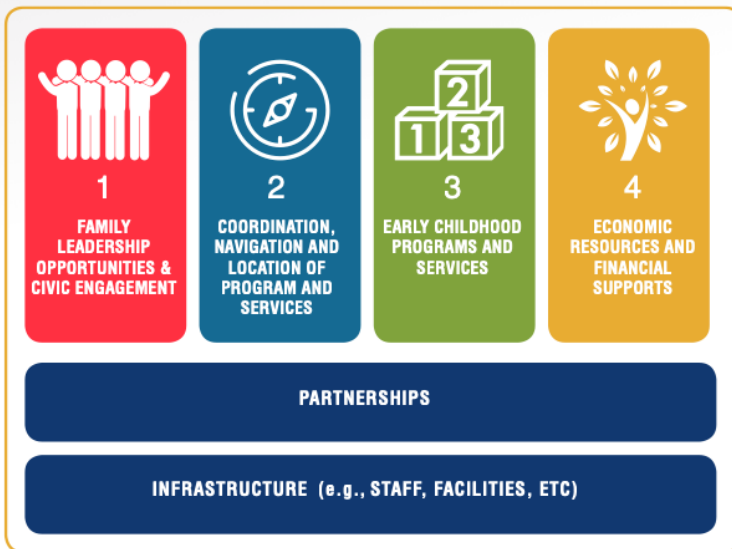 2
1 3
1
FAMILY
LEADERSHIP
OPPORTUNITIES &
CIVIC ENGAGEMENT
2
COORDINATION,
NAVIGATION AND
LOCATION OF
PROGRAM AND
SERVICES
3
EARLY CHILDHOOD
PROGRAMS AND
SERVICES
4
ECONOMIC
RESOURCES AND
FINANCIAL
SUPPORTS
PARTNERSHIPS
INFRASTRUCTURE (e.g., STAFF, FACILITIES, ETC)